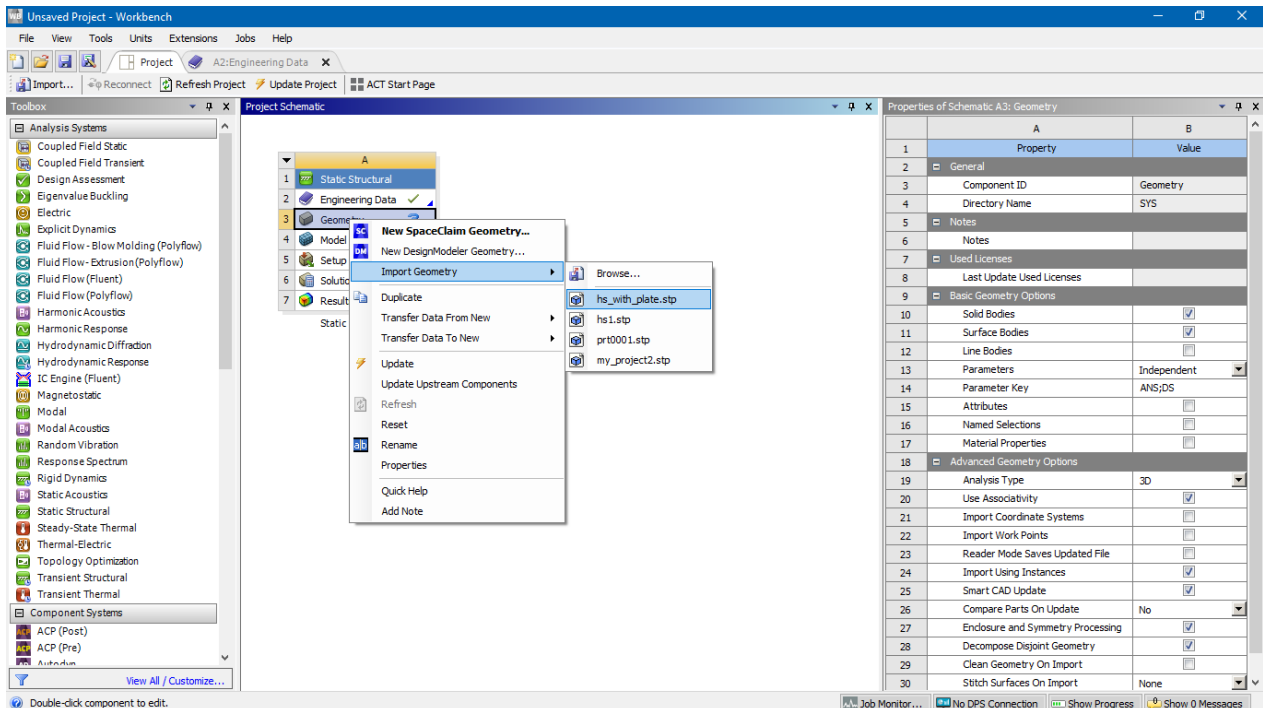 Unsaved Project - Workbench
File View Tools Units Extensions Jobs Help
Project A2:Engineering Data
Import... Reconnect Refresh Project Update Project ACT Start Page
Toolbox
Analysis Systems
Coupled Field Static
Coupled Field Transient
Design Assessment
Eigenvalue Buckling
Electric
Explicit Dynamics
Fluid Flow - Blow Molding (Polyflow)
Fluid Flow - Extrusion (Polyflow)
Fluid Flow (Fluent)
Fluid Flow (Polyflow)
Harmonic Acoustics
Harmonic Response
Hydrodynamic Diffraction
Hydrodynamic Response
IC Engine (Fluent)
Magnetostatic
Modal
Modal Acoustics
Random Vibration
Response Spectrum
Rigid Dynamics
Static Acoustics
Static Structural
Steady-State Thermal
Thermal-Electric
Topology Optimization
Transient Structural
Transient Thermal
Component Systems
ACP (Post)
ACP (Pre)
Autodyn
View All / Customize...
Project Schematic
A
1 Static Structural
2 Engineering Data
3 Geometry
4 Model
5 Setup
6 Solutio
7 Result
Static
SC New SpaceClaim Geometry...
DM New DesignModeler Geometry...
Import Geometry
Duplicate
Transfer Data From New
Transfer Data To New
Update
Update Upstream Components
Refresh
Reset
Rename
Properties
Quick Help
Add Note
Browse...
hs_with_plate.stp
hs1.stp
prt0001.stp
my_project2.stp
Properties of Schematic A3: Geometry
A B
1 Property Value
2 General
3 Component ID Geometry
4 Directory Name SYS
5 Notes
6 Notes
7 Used Licenses
8 Last Update Used Licenses
9 Basic Geometry Options
10 Solid Bodies
11 Surface Bodies
12 Line Bodies
13 Parameters Independent
14 Parameter Key ANS;DS
15 Attributes
16 Named Selections
17 Material Properties
18 Advanced Geometry Options
19 Analysis Type 3D
20 Use Associativity
21 Import Coordinate Systems
22 Import Work Points
23 Reader Mode Saves Updated File
24 Import Using Instances
25 Smart CAD Update
26 Compare Parts On Update No
27 Enclosure and Symmetry Processing
28 Decompose Disjoint Geometry
29 Clean Geometry On Import
30 Stitch Surfaces On Import None
Double-click component to edit.
Job Monitor... No DPS Connection Show Progress Show 0 Messages